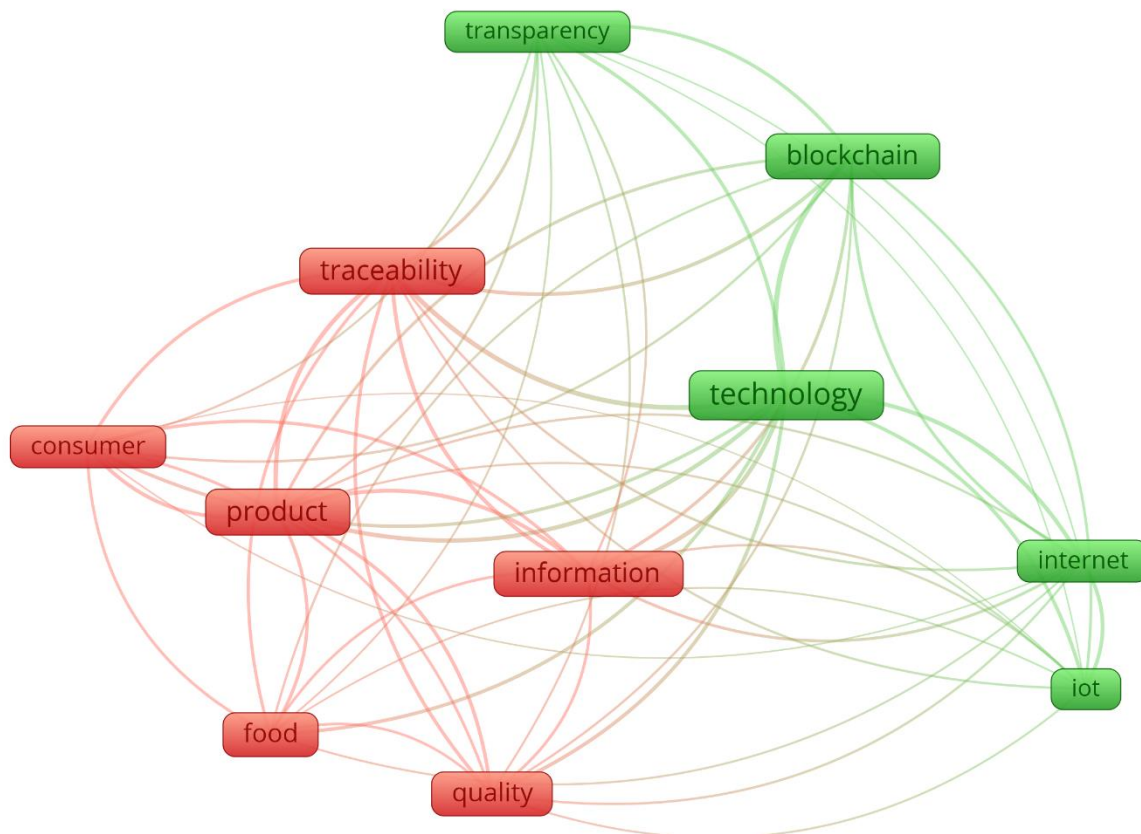 transparency
blockchain
traceability
technology
consumer
product
information
internet
iot
food
quality